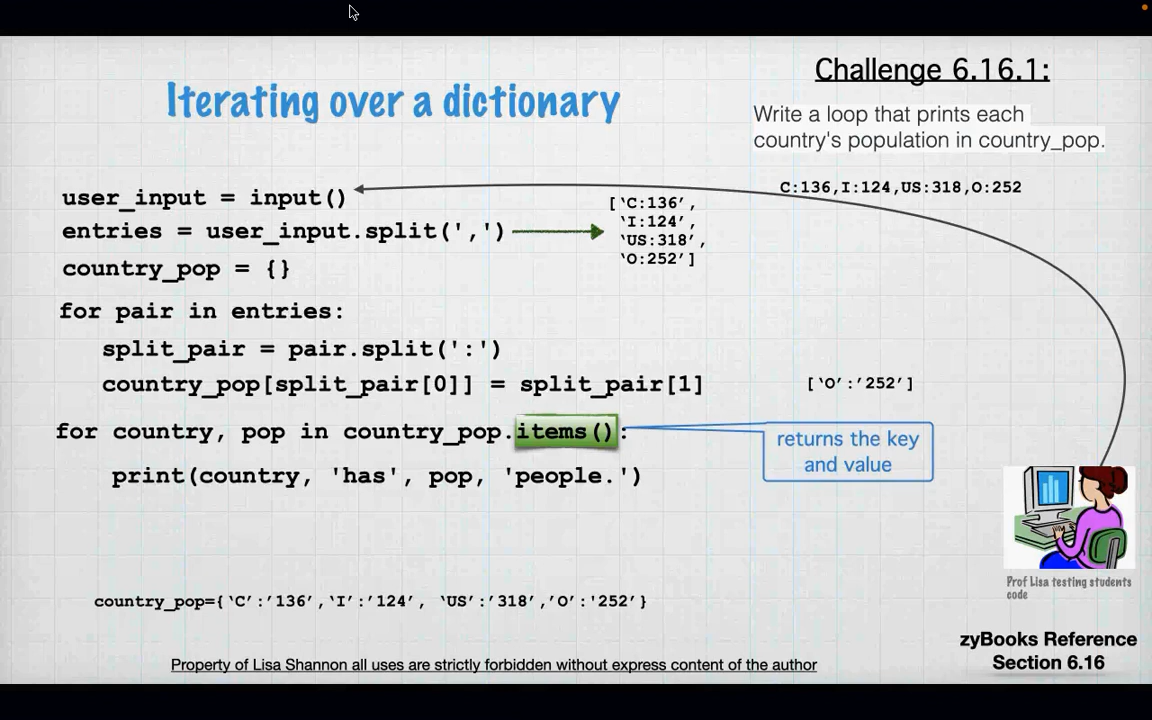 Challenge 6.16.1:
Iterating over a dictionary
Write a loop that prints each
country's population in country_pop.
user_input = input()
C:136,I:124,US:318,O:252
entries = user_input.split(',')
[‘C:136’,
‘I:124’,
‘US:318’,
‘O:252’]
country_pop = {}
for pair in entries:
split_pair = pair.split(':')
country_pop[split_pair[0]] = split_pair[1]
[‘O’:’252’]
for country, pop in country_pop.items():
returns the key
and value
print(country, 'has', pop, 'people.')
Prof Lisa testing students
code
country_pop={‘C’:’136’,‘I’:’124’, ‘US’:’318’,’O’:'252’}
zyBooks Reference
Section 6.16
Property of Lisa Shannon all uses are strictly forbidden without express content of the author